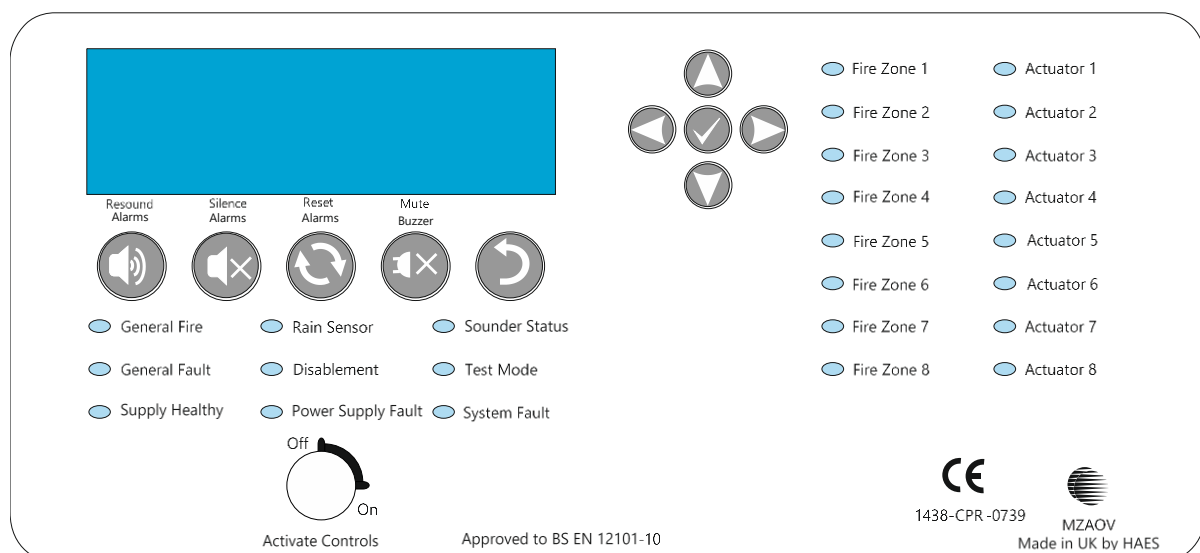 Resound Alarms
Silence Alarms
Reset Alarms
Mute Buzzer
General Fire
Rain Sensor
Sounder Status
General Fault
Disablement
Test Mode
Supply Healthy
Power Supply Fault
System Fault
Off
On
Activate Controls
Approved to BS EN 12101-10
Fire Zone 1
Actuator 1
Fire Zone 2
Actuator 2
Fire Zone 3
Actuator 3
Fire Zone 4
Actuator 4
Fire Zone 5
Actuator 5
Fire Zone 6
Actuator 6
Fire Zone 7
Actuator 7
Fire Zone 8
Actuator 8
CE
1438-CPR-0739
MZAOV
Made in UK by HAES